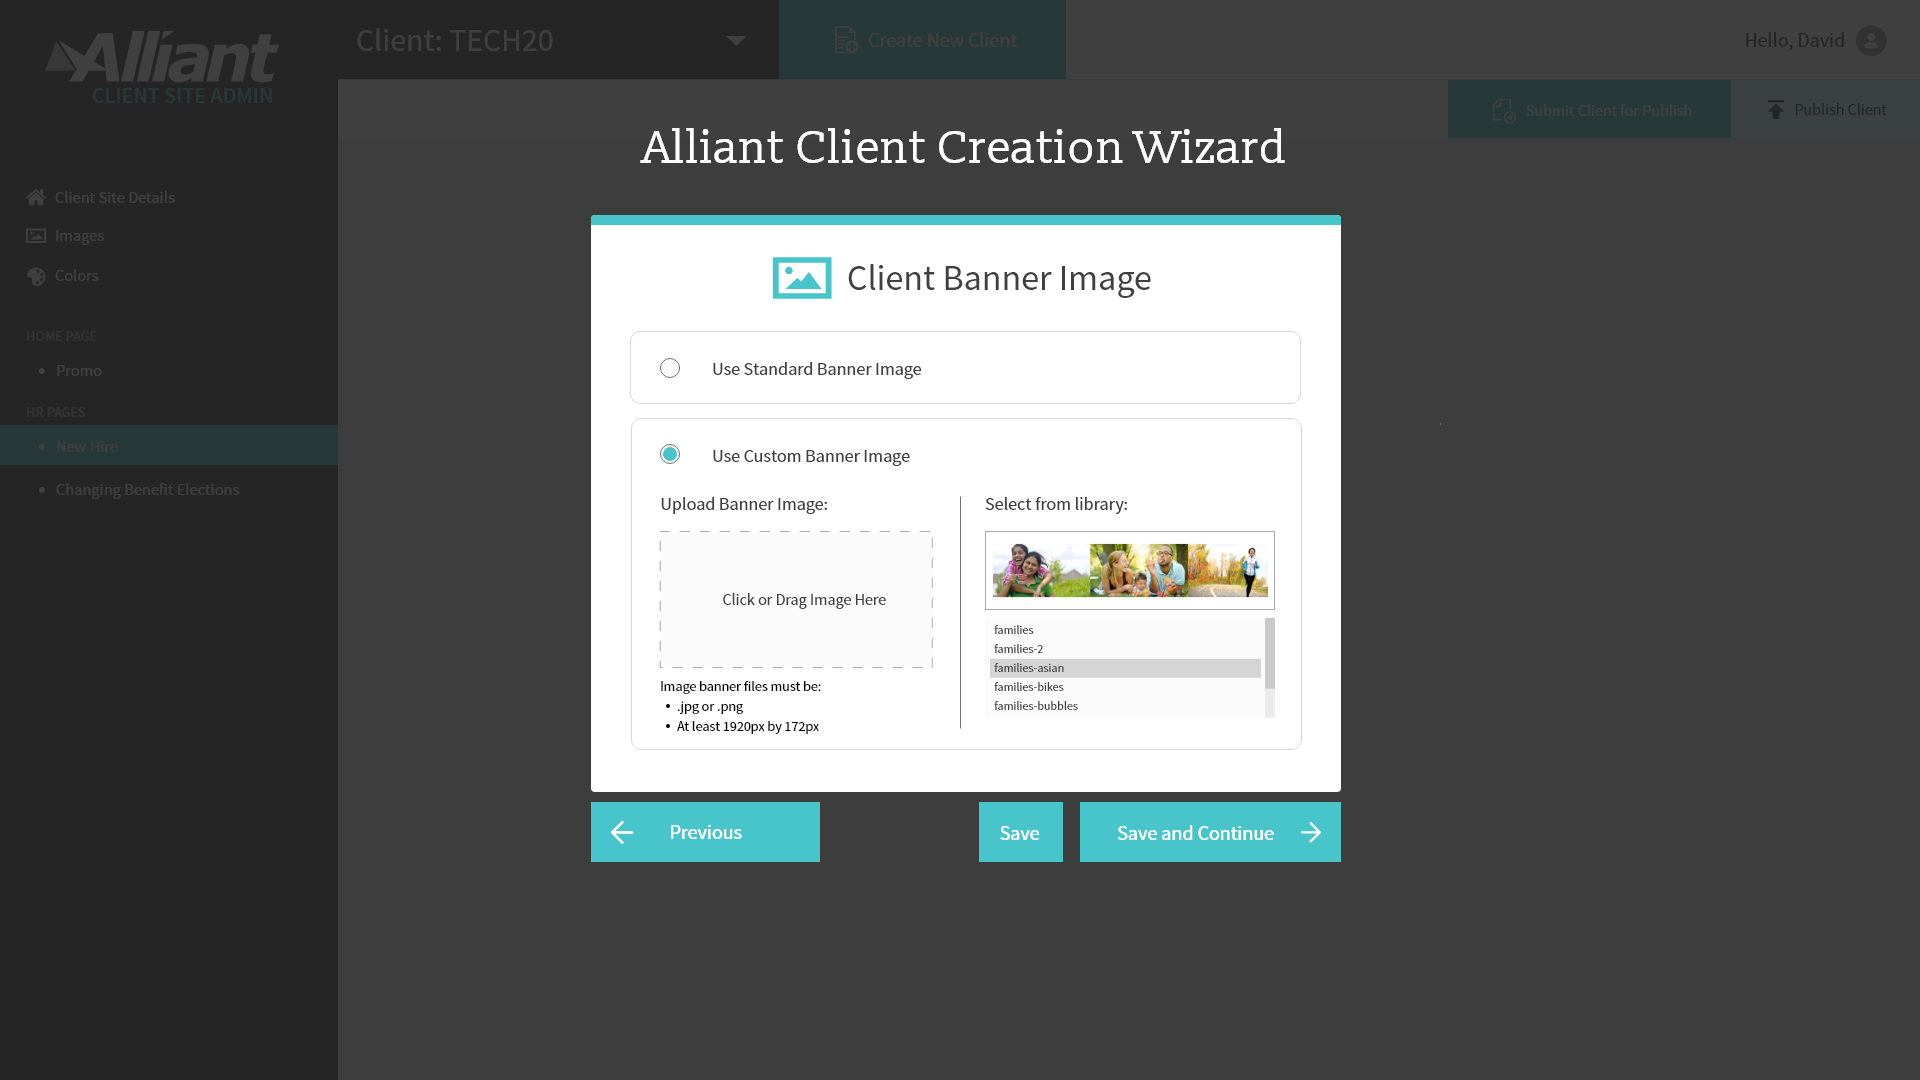 Alliant
CLIENT SITE ADMIN
Client: TECH20
Create New Client
Hello, David
Submit Client for Publish
Publish Client
Client Site Details
Images
Colors
HOME PAGE
Promo
HR PAGES
New Hire
Changing Benefit Elections
Alliant Client Creation Wizard
Client Banner Image
Use Standard Banner Image
Use Custom Banner Image
Upload Banner Image:
Click or Drag Image Here
Image banner files must be:
• .jpg or .png
• At least 1920px by 172px
Select from library:
families
families-2
families-asian
families-bikes
families-bubbles
Previous
Save
Save and Continue